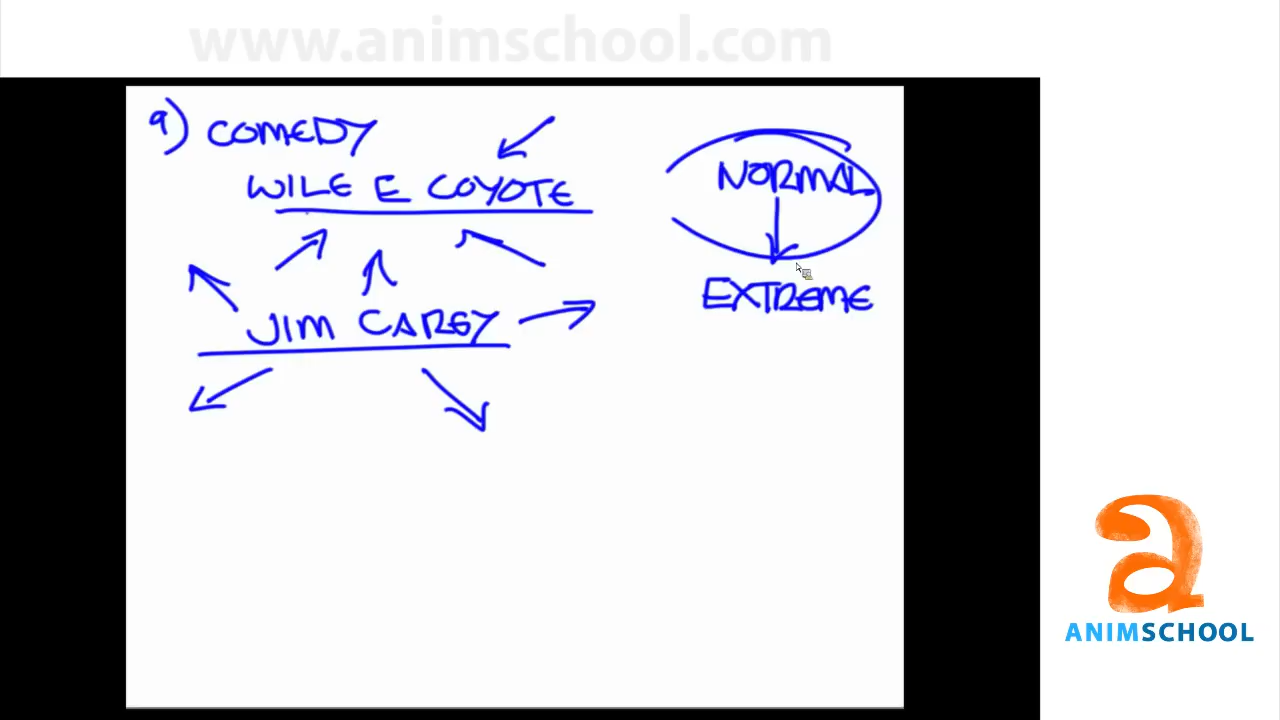 www.animschool.com
9) COMEDY
WILE E COYOTE
JIM CAREY
NORMAL
EXTREME
a
ANIMSCHOOL